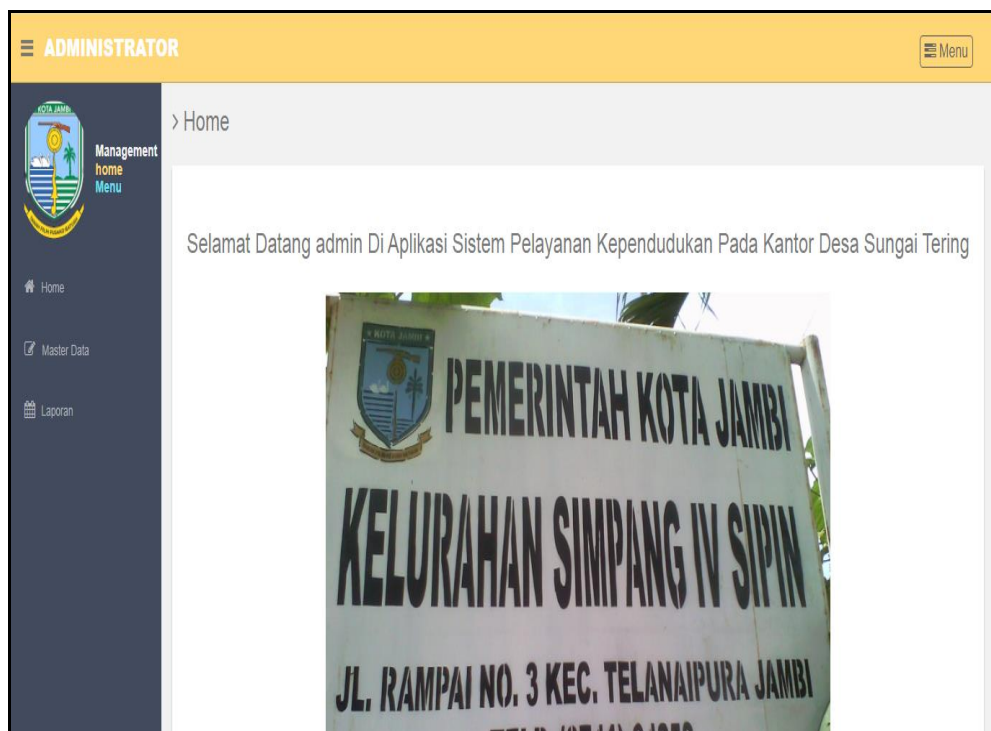 ADMINISTRATOR
Menu
KOTA JAMBI
Management
home
Menu
> Home
Home
Master Data
Laporan
Selamat Datang admin Di Aplikasi Sistem Pelayanan Kependudukan Pada Kantor Desa Sungai Tering
KOTA JAMBI
PEMERINTAH KOTA JAMBI
KELURAHAN SIMPANG IV SIPIN
JL. RAMPAI NO. 3 KEC. TELANAIPURA JAMBI